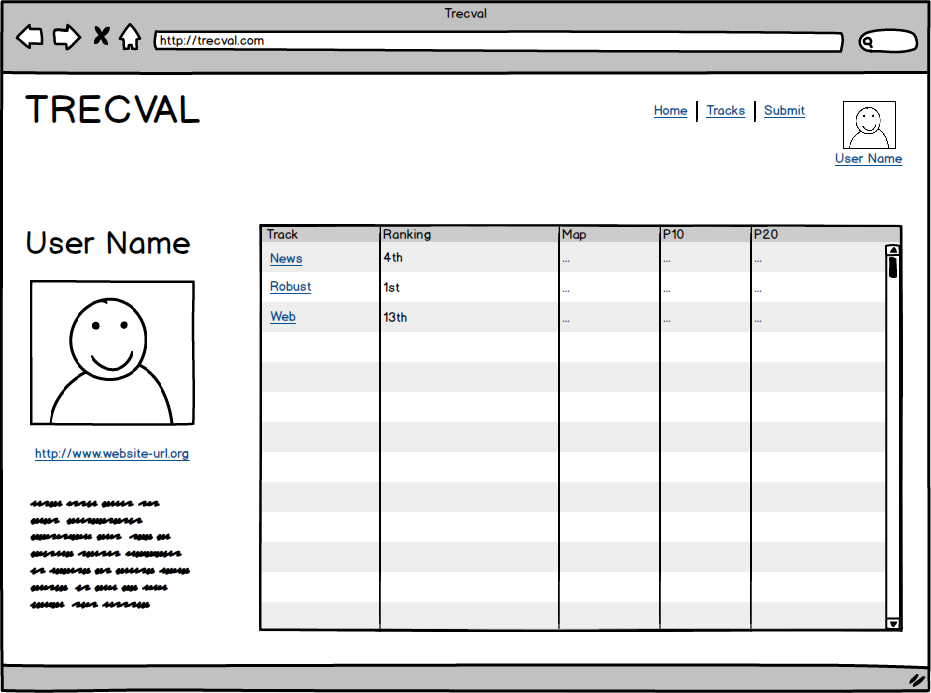 Trecval
http://trecval.com
TRECVAL
Home Tracks Submit
User Name
User Name
http://www.website-url.org
Track Ranking Map P10 P20
News 4th ... ... ...
Robust 1st ... ... ...
Web 13th ... ... ...